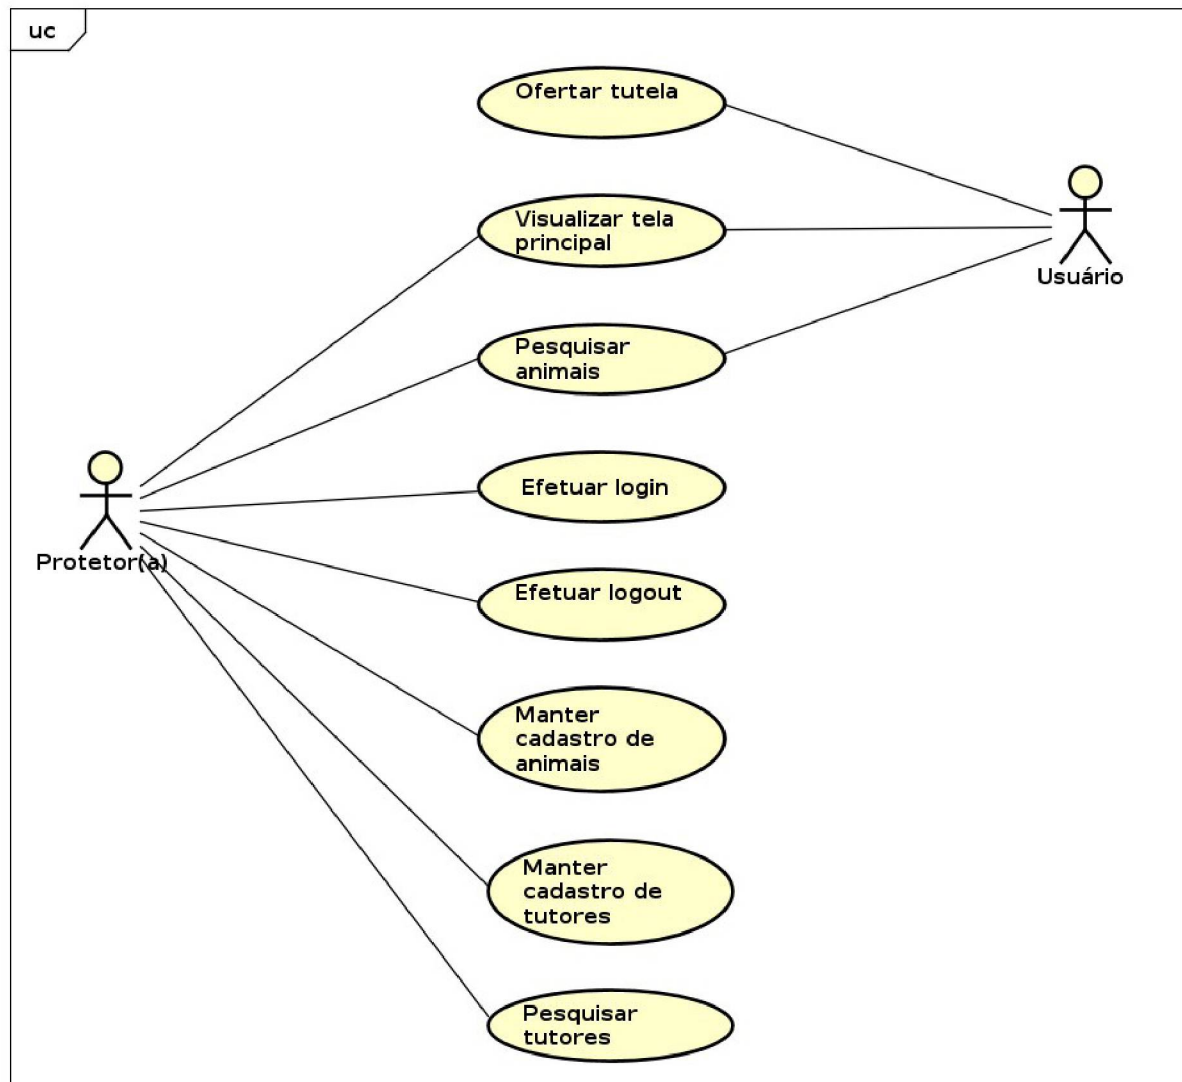 uc
Ofertar tutela
Visualizar tela
principal
Usuário
Pesquisar
animais
Efetuar login
Protetor(a)
Efetuar logout
Manter
cadastro de
animais
Manter
cadastro de
tutores
Pesquisar
tutores